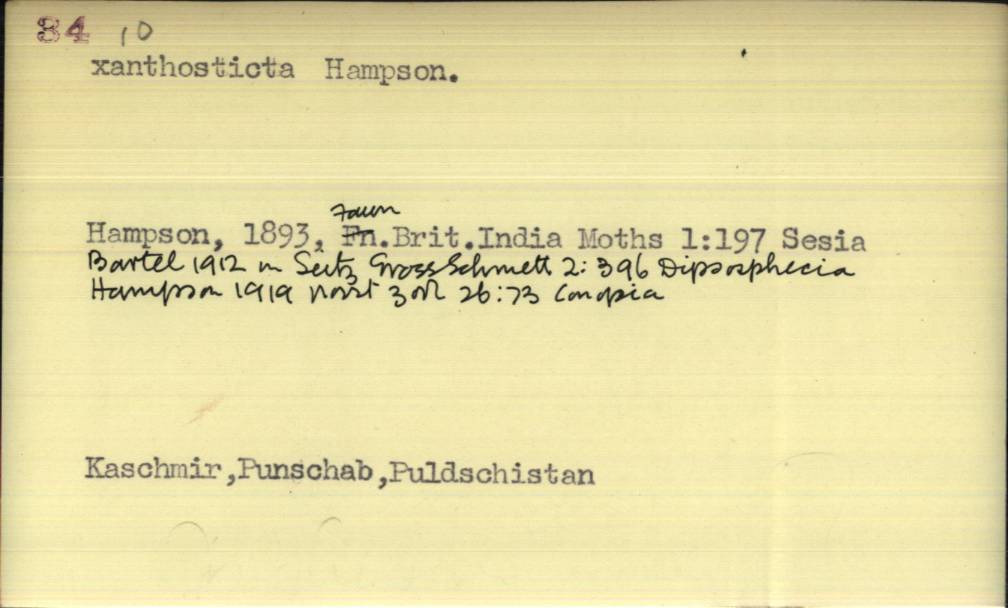 84 10
xanthosticta Hampson.
Faun
Hampson, 1893, Fn.Brit.India Moths 1:197 Sesia
Bartel 1912 in Seitz Gross Schmett 2: 396 Dipsosphecia
Hampson 1919 Novit Zool 26:73 Conopia
Kaschmir,Punschab,Puldschistan